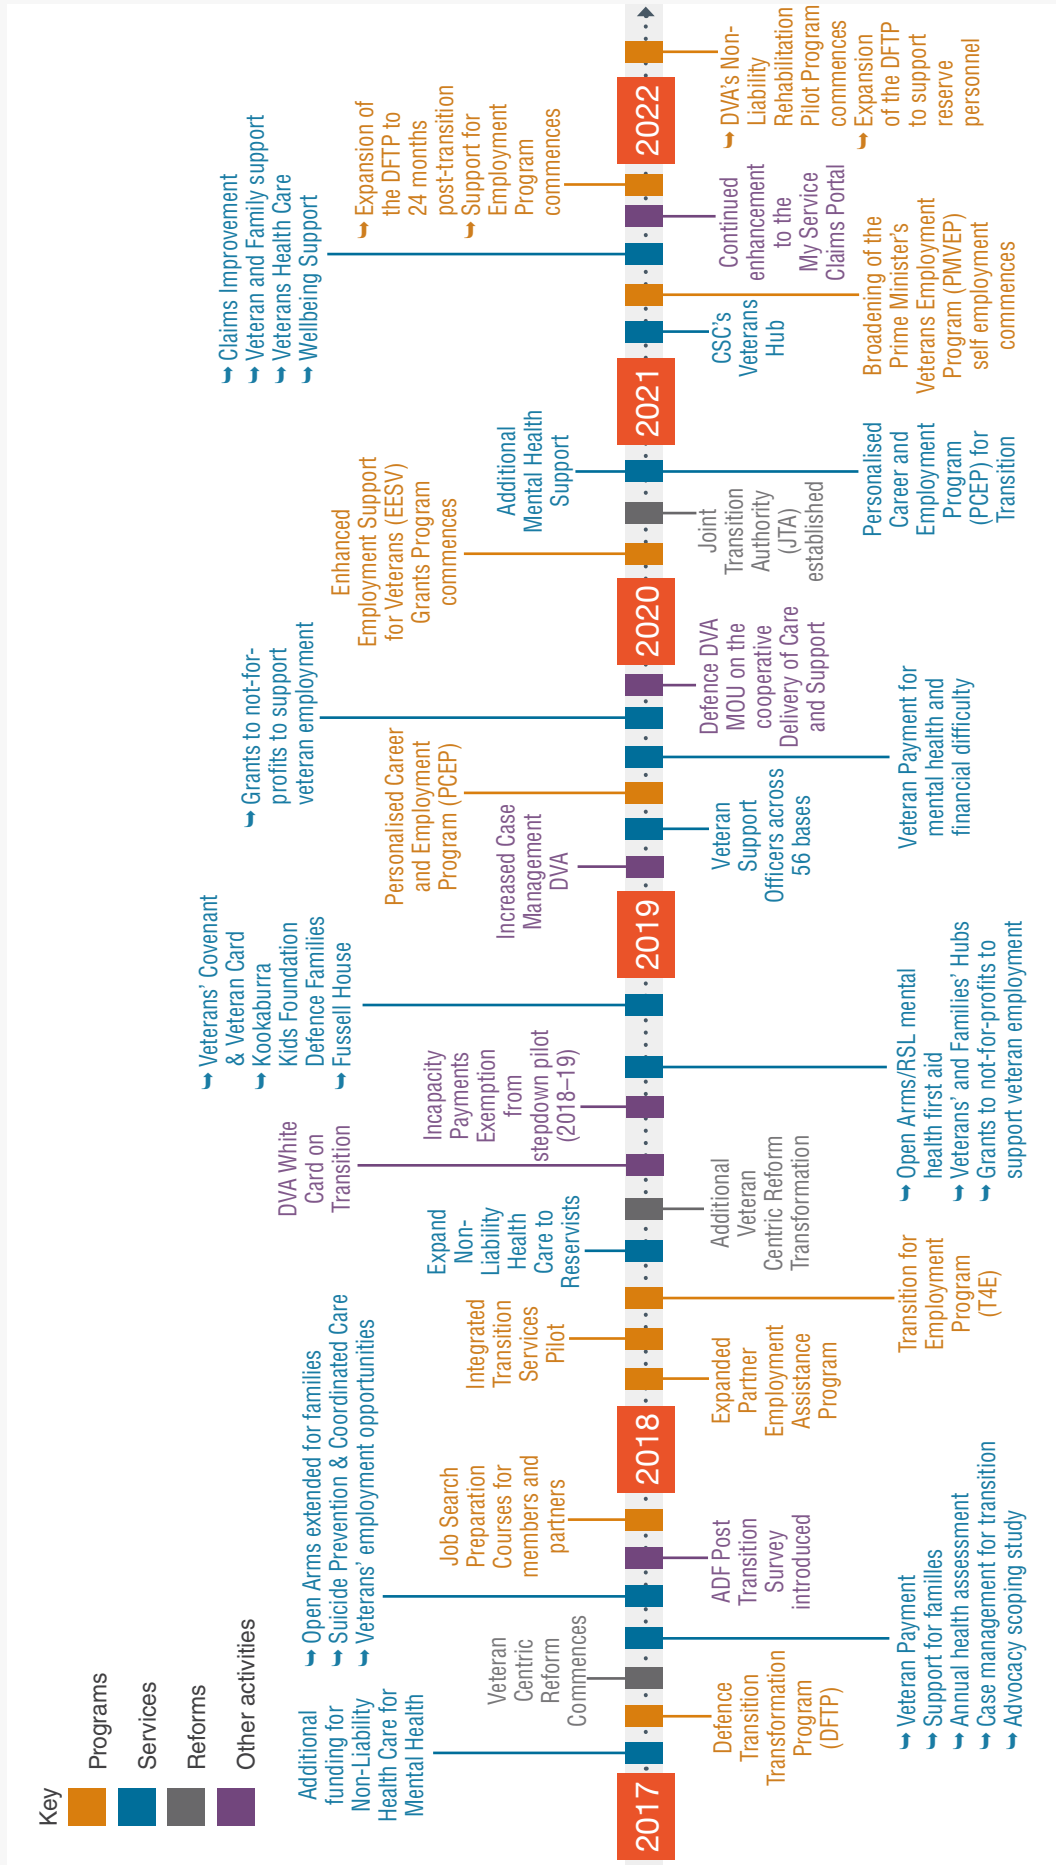 Key
Programs
Services
Reforms
Other activities
2017
Additional
funding for
Non-Liability
Health Care for
Mental Health
Defence
Transition
Transformation
Program
(DFTP)
Veteran
Centric
Reform
Commences
Veteran Payment
Support for families
Annual health assessment
Case management for transition
Advocacy scoping study
Open Arms extended for families
Suicide Prevention & Coordinated Care
Veterans’ employment opportunities
ADF Post
Transition
Survey
introduced
Job Search
Preparation
Courses for
members and
partners
2018
Expanded
Partner
Employment
Assistance
Program
Integrated
Transition
Services
Pilot
Transition for
Employment
Program
(T4E)
Expand
Non-
Liability
Health
Care to
Reservists
Additional
Veteran
Centric Reform
Transformation
DVA White
Card on
Transition
Incapacity
Payments
Exemption
from
stepdown pilot
(2018–19)
Open Arms/RSL mental
health first aid
Veterans’ and Families’ Hubs
Grants to not-for-profits to
support veteran employment
Veterans’ Covenant
& Veteran Card
Kookaburra
Kids Foundation
Defence Families
Fussell House
2019
Increased Case
Management
DVA
Veteran
Support
Officers across
56 bases
Personalised Career
and Employment
Program (PCEP)
Veteran Payment for
mental health and
financial difficulty
Grants to not-for-
profits to support
veteran employment
Defence DVA
MOU on the
cooperative
Delivery of Care
and Support
2020
Enhanced
Employment Support
for Veterans (EESV)
Grants Program
commences
Joint
Transition
Authority
(JTA)
established
Additional
Mental Health
Support
Personalised
Career and
Employment
Program
(PCEP) for
Transition
2021
CSC’s
Veterans
Hub
Broadening of the
Prime Minister’s
Veterans Employment
Program (PMVEP)
self employment
commences
Claims Improvement
Veteran and Family support
Veterans Health Care
Wellbeing Support
Continued
enhancement
to the
My Service
Claims Portal
Expansion of
the DFTP to
24 months
post-transition
Support for
Employment
Program
commences
2022
DVA’s Non-
Liability
Rehabilitation
Pilot Program
commences
Expansion
of the DFTP
to support
reserve
personnel